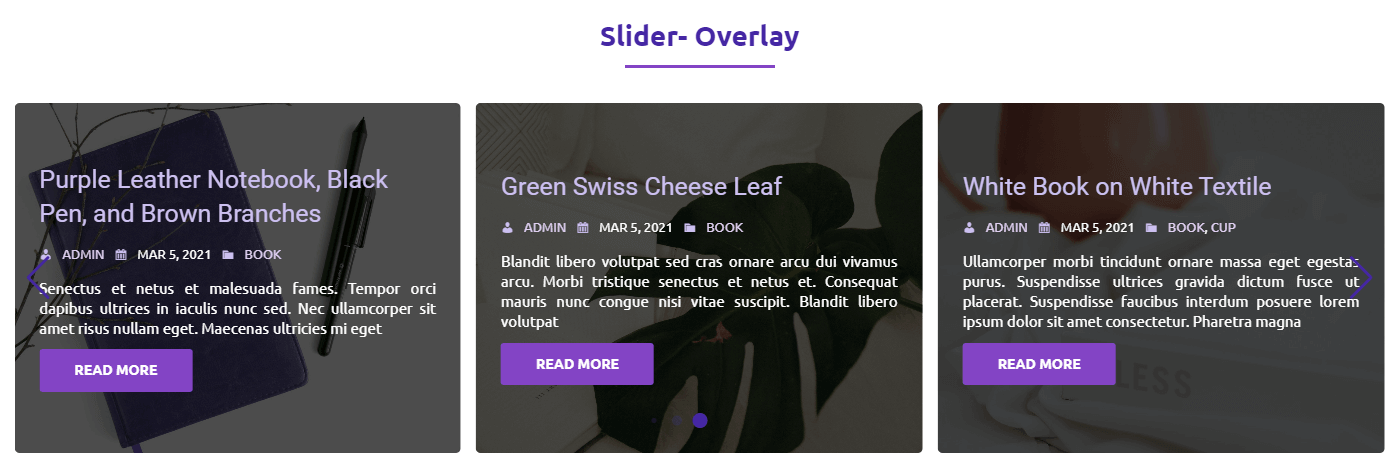 Slider- Overlay
Purple Leather Notebook, Black
Pen, and Brown Branches
ADMIN MAR 5, 2021 BOOK
Senectus et netus et malesuada fames. Tempor orci
dapibus ultrices in iaculis nunc sed. Nec ullamcorper sit
amet risus nullam eget. Maecenas ultricies mi eget
READ MORE
Green Swiss Cheese Leaf
ADMIN MAR 5, 2021 BOOK
Blandit libero volutpat sed cras ornare arcu dui vivamus
arcu. Morbi tristique senectus et netus et. Consequat
mauris nunc congue nisi vitae suscipit. Blandit libero
volutpat
READ MORE
White Book on White Textile
ADMIN MAR 5, 2021 BOOK, CUP
Ullamcorper morbi tincidunt ornare massa eget egestas
purus. Suspendisse ultrices gravida dictum fusce ut
placerat. Suspendisse faucibus interdum posuere lorem
ipsum dolor sit amet consectetur. Pharetra magna
READ MORE
LESS